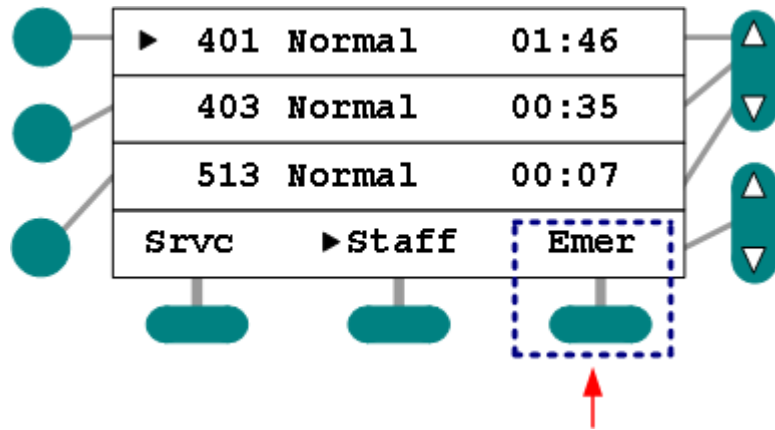 ► 401 Normal 01:46
403 Normal 00:35
513 Normal 00:07
Srvc ►Staff Emer